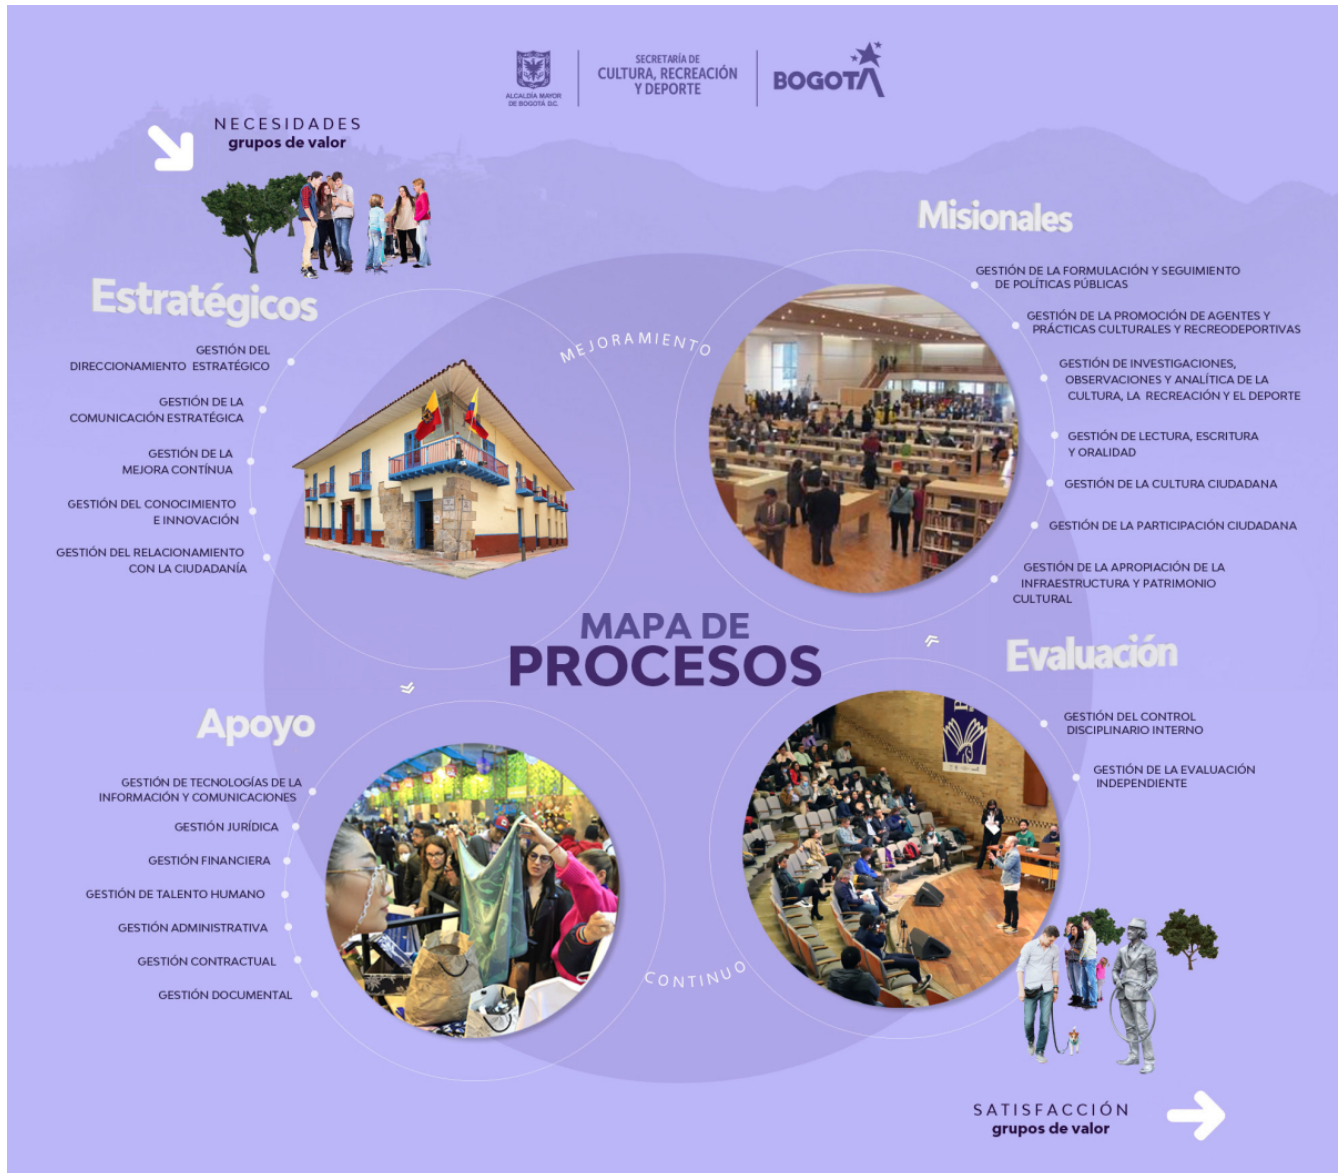 ALCALDÍA MAYOR
DE BOGOTÁ D.C.
SECRETARÍA DE
CULTURA, RECREACIÓN
Y DEPORTE
BOGOTÁ
NECESIDADES
grupos de valor
Estratégicos
GESTIÓN DEL
DIRECCIONAMIENTO ESTRATÉGICO
GESTIÓN DE LA
COMUNICACIÓN ESTRATÉGICA
GESTIÓN DE LA
MEJORA CONTÍNUA
GESTIÓN DEL CONOCIMIENTO
E INNOVACIÓN
GESTIÓN DEL RELACIONAMIENTO
CON LA CIUDADANÍA
MEJORAMIENTO
Misionales
GESTIÓN DE LA FORMULACIÓN Y SEGUIMIENTO
DE POLÍTICAS PÚBLICAS
GESTIÓN DE LA PROMOCIÓN DE AGENTES Y
PRÁCTICAS CULTURALES Y RECREODEPORTIVAS
GESTIÓN DE INVESTIGACIONES,
OBSERVACIONES Y ANALÍTICA DE LA
CULTURA, LA RECREACIÓN Y EL DEPORTE
GESTIÓN DE LECTURA, ESCRITURA
Y ORALIDAD
GESTIÓN DE LA CULTURA CIUDADANA
GESTIÓN DE LA PARTICIPACIÓN CIUDADANA
GESTIÓN DE LA APROPIACIÓN DE LA
INFRAESTRUCTURA Y PATRIMONIO
CULTURAL
MAPA DE
PROCESOS
Apoyo
GESTIÓN DE TECNOLOGÍAS DE LA
INFORMACIÓN Y COMUNICACIONES
GESTIÓN JURÍDICA
GESTIÓN FINANCIERA
GESTIÓN DE TALENTO HUMANO
GESTIÓN ADMINISTRATIVA
GESTIÓN CONTRACTUAL
GESTIÓN DOCUMENTAL
CONTINUO
Evaluación
GESTIÓN DEL CONTROL
DISCIPLINARIO INTERNO
GESTIÓN DE LA EVALUACIÓN
INDEPENDIENTE
SATISFACCIÓN
grupos de valor